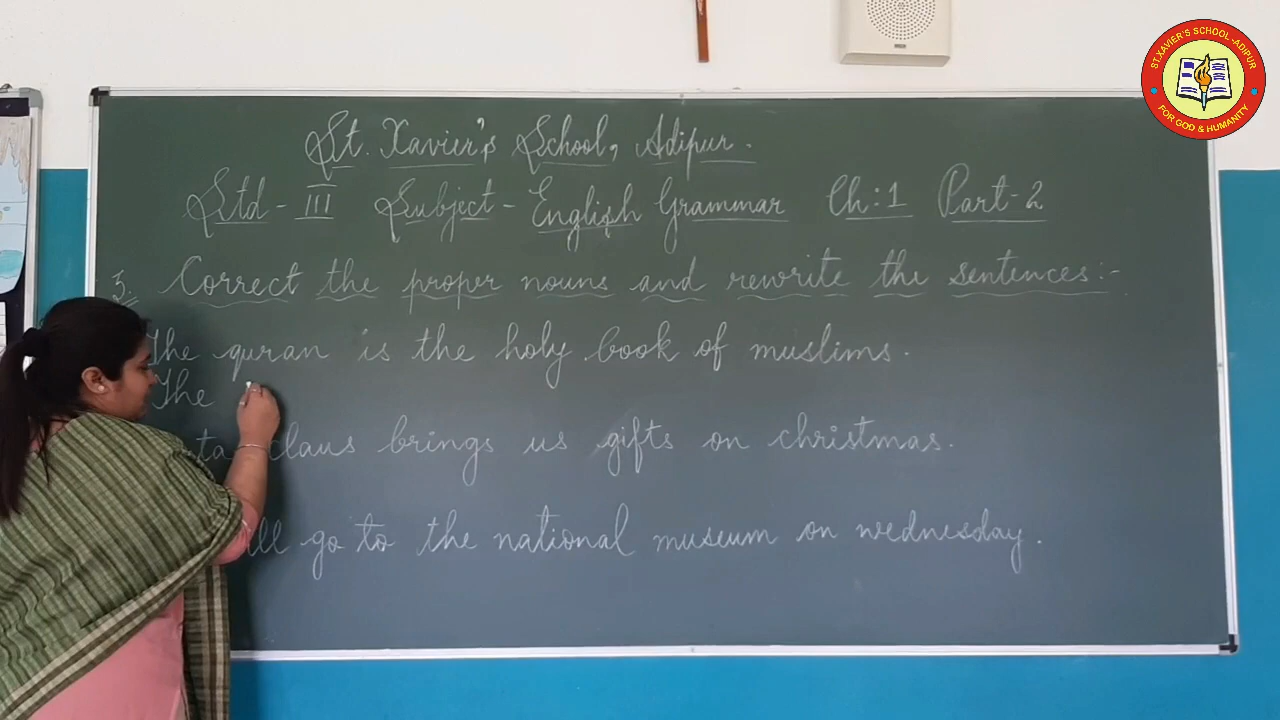 St. Xavier's School, Adipur.
Std - III Subject - English Grammar Ch : 1 Part - 2
3. Correct the proper nouns and rewrite the sentences :-
The quran is the holy book of muslims.
The
ta claus brings us gifts on christmas.
ll go to the national museum on wednesday.
ST. XAVIER'S SCHOOL - ADIPUR
FOR GOD & HUMANITY